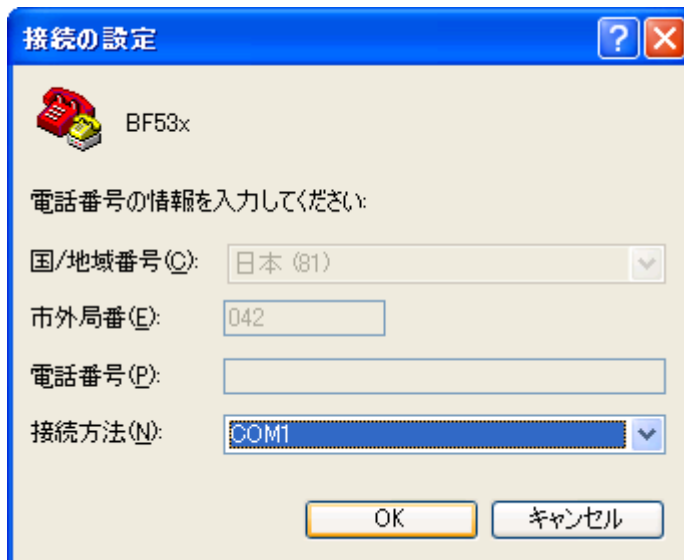 接続の設定
BF53x
電話番号の情報を入力してください:
国/地域番号(C): 日本 (81)
市外局番(E): 042
電話番号(P):
接続方法(N): COM1
OK キャンセル